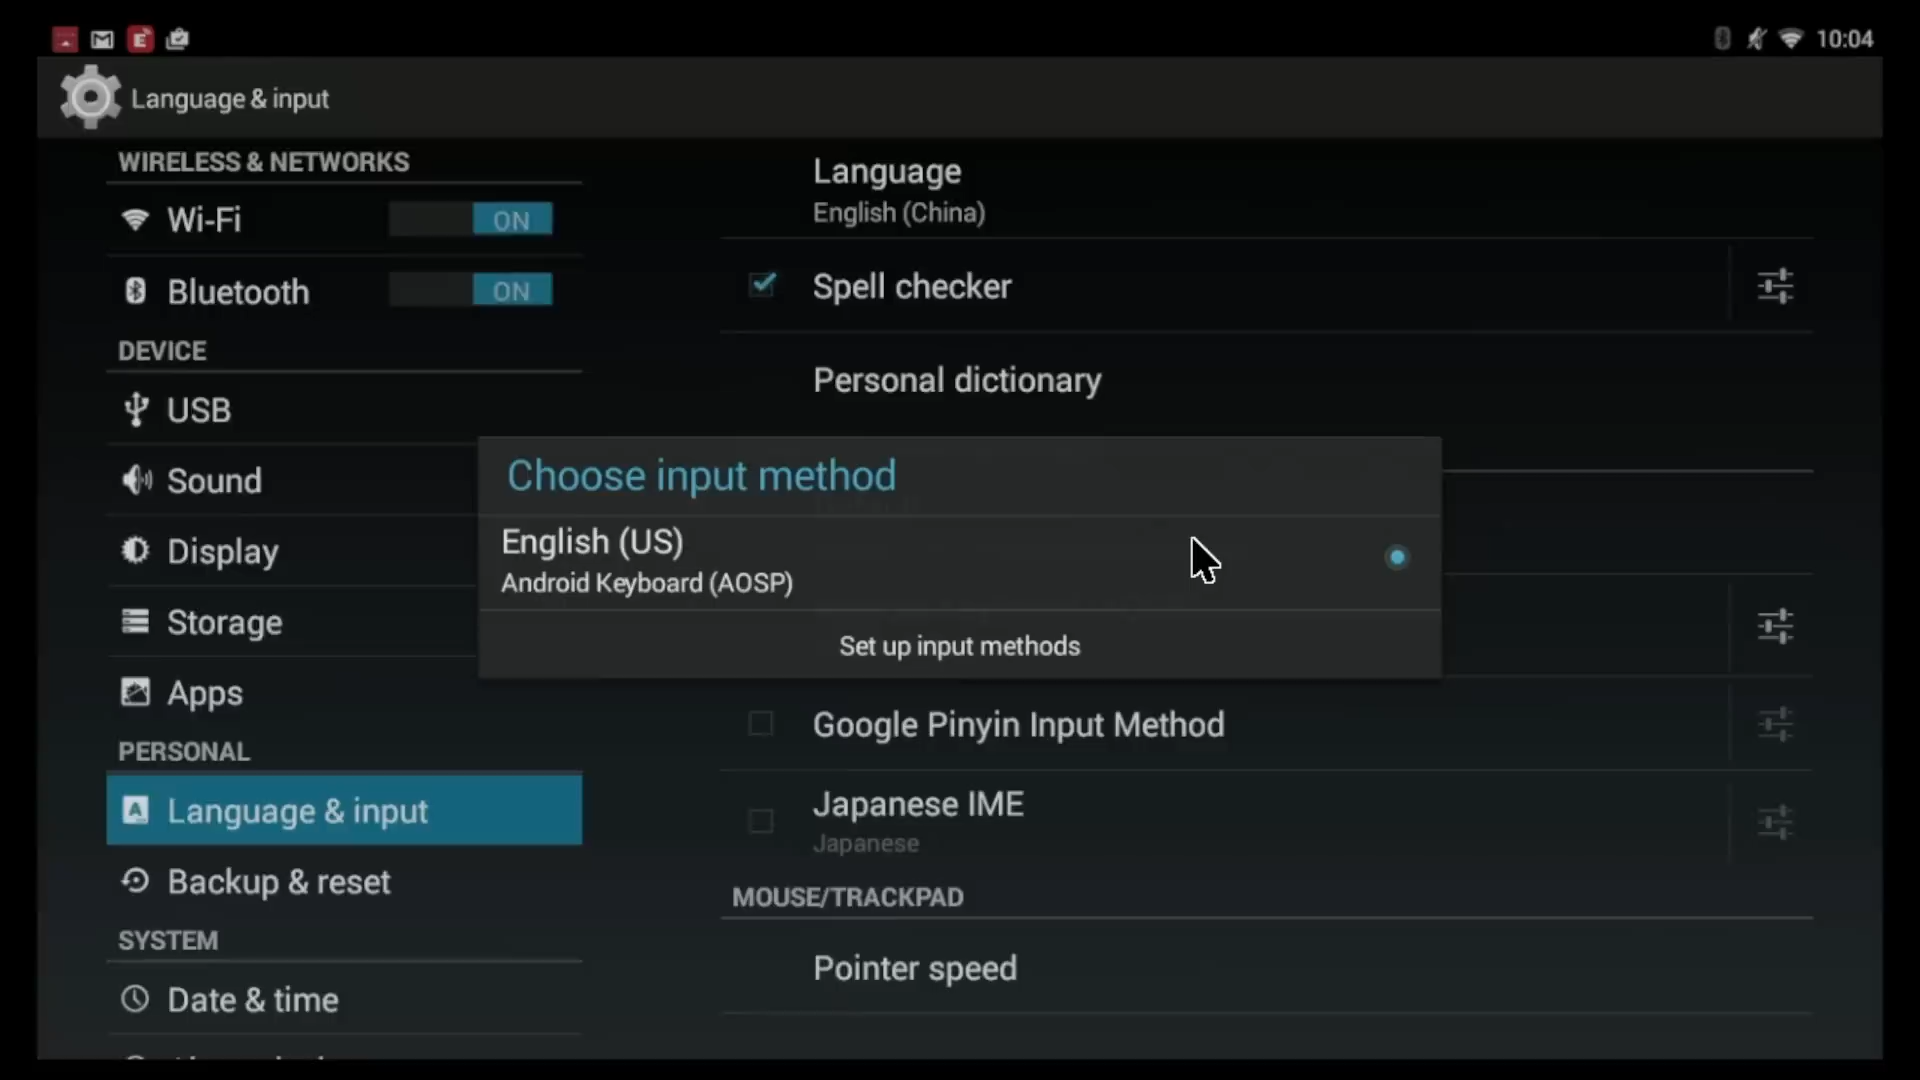 10:04
Language & input
WIRELESS & NETWORKS
Wi-Fi
ON
Bluetooth
ON
DEVICE
USB
Sound
Display
Storage
Apps
PERSONAL
Language & input
Backup & reset
SYSTEM
Date & time
Language
English (China)
Spell checker
Personal dictionary
Choose input method
English (US)
Android Keyboard (AOSP)
Set up input methods
Google Pinyin Input Method
Japanese IME
Japanese
MOUSE/TRACKPAD
Pointer speed